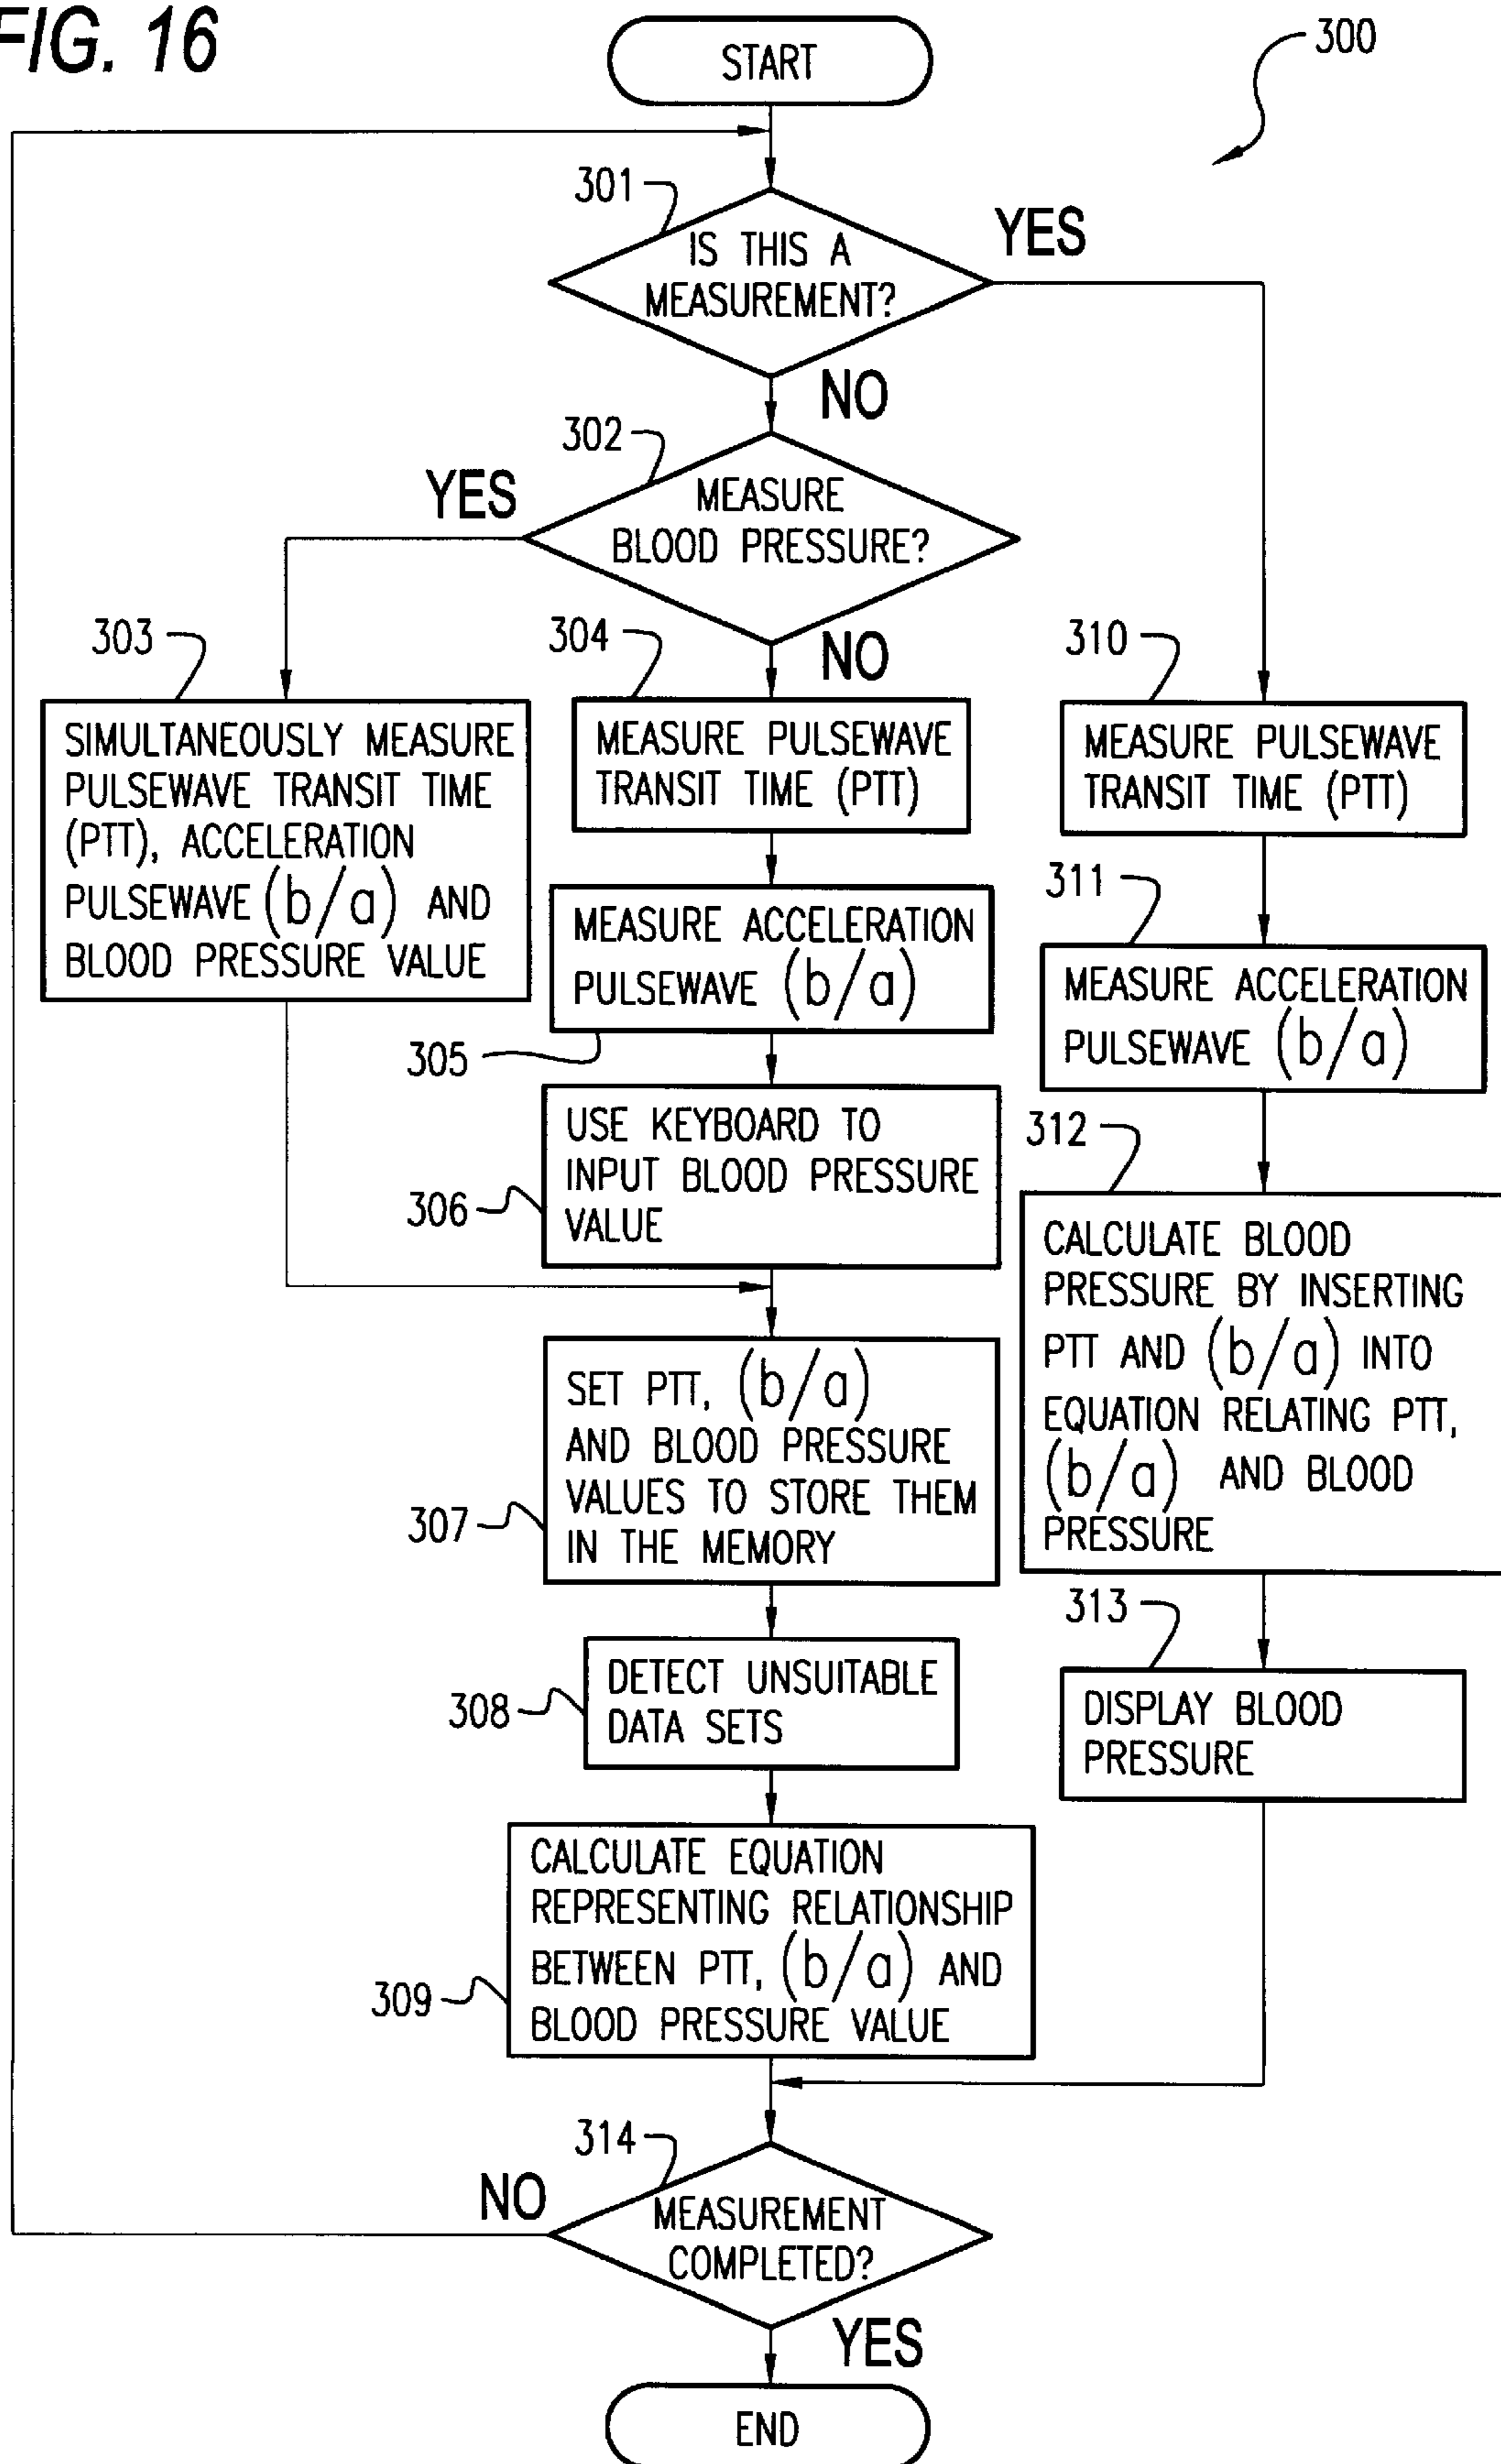 FIG. 16
START
300
301
IS THIS A
MEASUREMENT?
YES
NO
302
MEASURE
BLOOD PRESSURE?
YES
NO
303
SIMULTANEOUSLY MEASURE
PULSEWAVE TRANSIT TIME
(PTT), ACCELERATION
PULSEWAVE (b/a) AND
BLOOD PRESSURE VALUE
304
MEASURE PULSEWAVE
TRANSIT TIME (PTT)
305
MEASURE ACCELERATION
PULSEWAVE (b/a)
306
USE KEYBOARD TO
INPUT BLOOD PRESSURE
VALUE
307
SET PTT, (b/a)
AND BLOOD PRESSURE
VALUES TO STORE THEM
IN THE MEMORY
308
DETECT UNSUITABLE
DATA SETS
309
CALCULATE EQUATION
REPRESENTING RELATIONSHIP
BETWEEN PTT, (b/a) AND
BLOOD PRESSURE VALUE
310
MEASURE PULSEWAVE
TRANSIT TIME (PTT)
311
MEASURE ACCELERATION
PULSEWAVE (b/a)
312
CALCULATE BLOOD
PRESSURE BY INSERTING
PTT AND (b/a) INTO
EQUATION RELATING PTT,
(b/a) AND BLOOD
PRESSURE
313
DISPLAY BLOOD
PRESSURE
314
MEASUREMENT
COMPLETED?
NO
YES
END